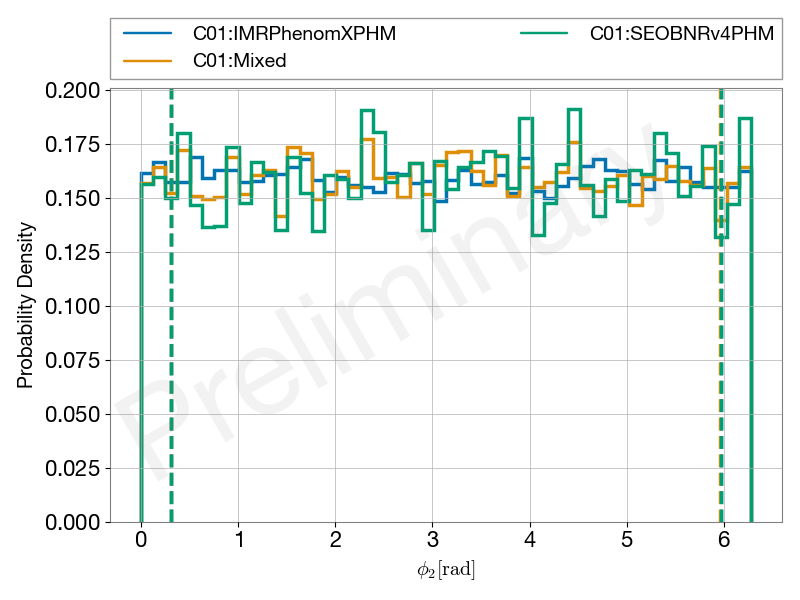 C01:IMRPhenomXPHM
C01:Mixed
C01:SEOBNRv4PHM
0.200
0.175
0.150
0.125
0.100
0.075
0.050
0.025
0.000
Probability Density
Preliminary
0 1 2 3 4 5 6
ϕ₂[rad]